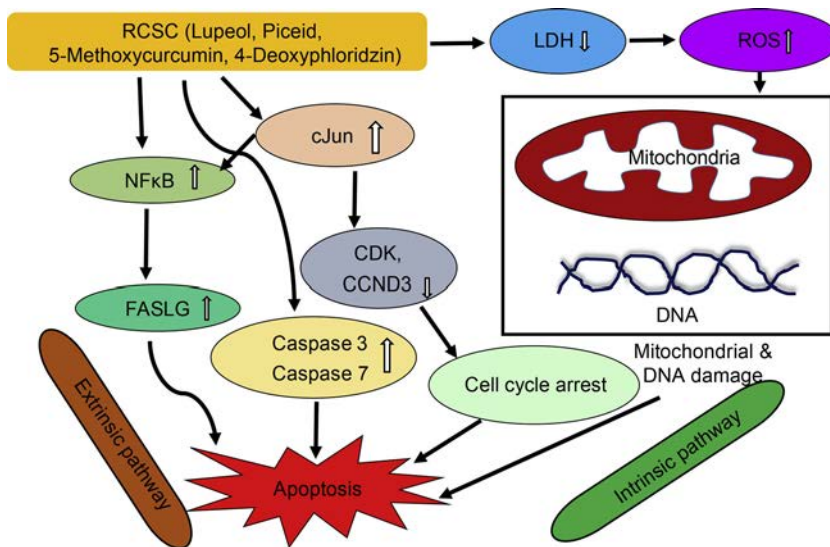 RCSC (Lupeol, Piceid,
5-Methoxycurcumin, 4-Deoxyphloridzin)
LDH
ROS
cJun
NFκB
Mitochondria
CDK,
CCND3
FASLG
DNA
Caspase 3
Caspase 7
Cell cycle arrest
Mitochondrial &
DNA damage
Extrinsic pathway
Apoptosis
Intrinsic pathway